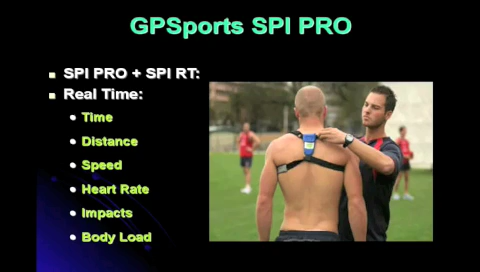 GPSports SPI PRO
SPI PRO + SPI RT:
Real Time:
Time
Distance
Speed
Heart Rate
Impacts
Body Load